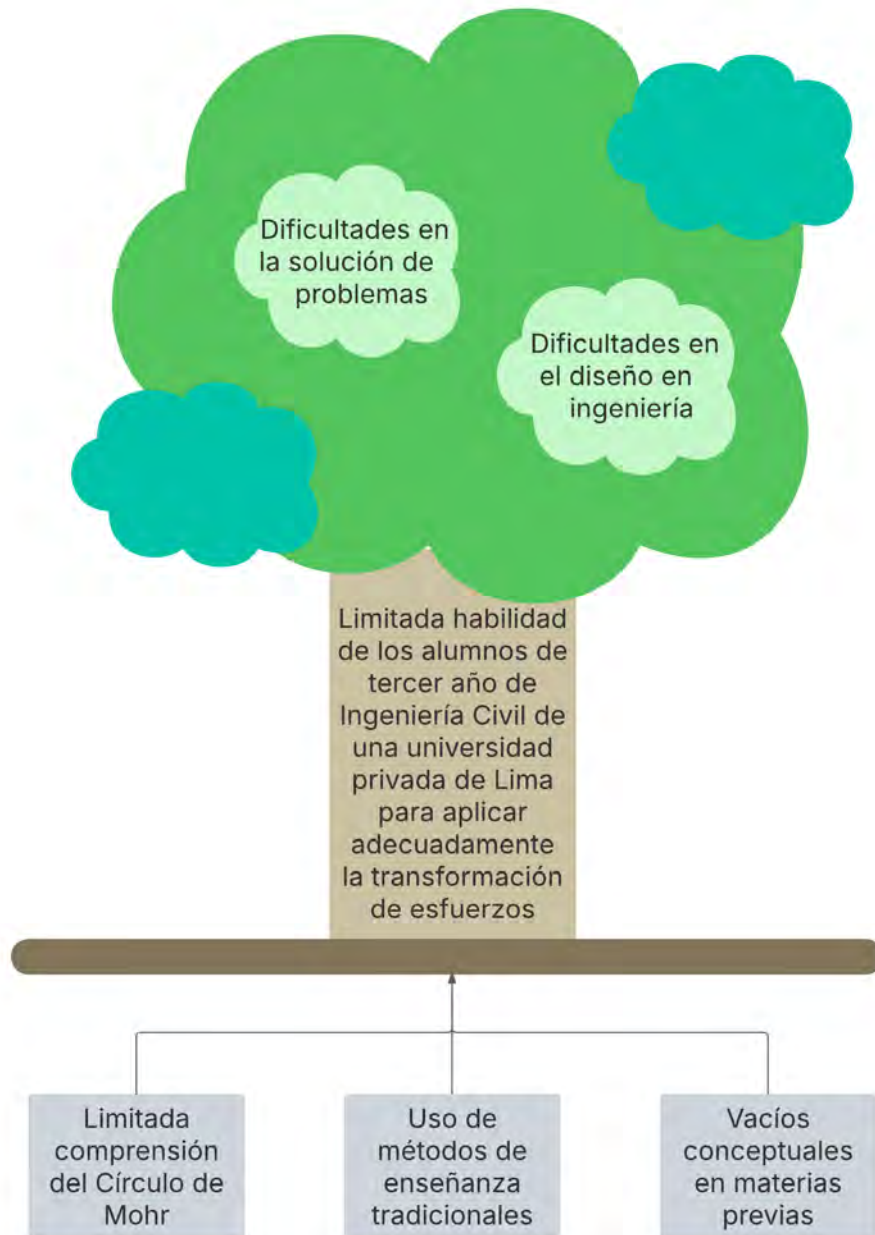 Dificultades en
la solución de
problemas
Dificultades en
el diseño en
ingeniería
Limitada habilidad
de los alumnos de
tercer año de
Ingeniería Civil de
una universidad
privada de Lima
para aplicar
adecuadamente
la transformación
de esfuerzos
Limitada
comprensión
del Círculo de
Mohr
Uso de
métodos de
enseñanza
tradicionales
Vacíos
conceptuales
en materias
previas